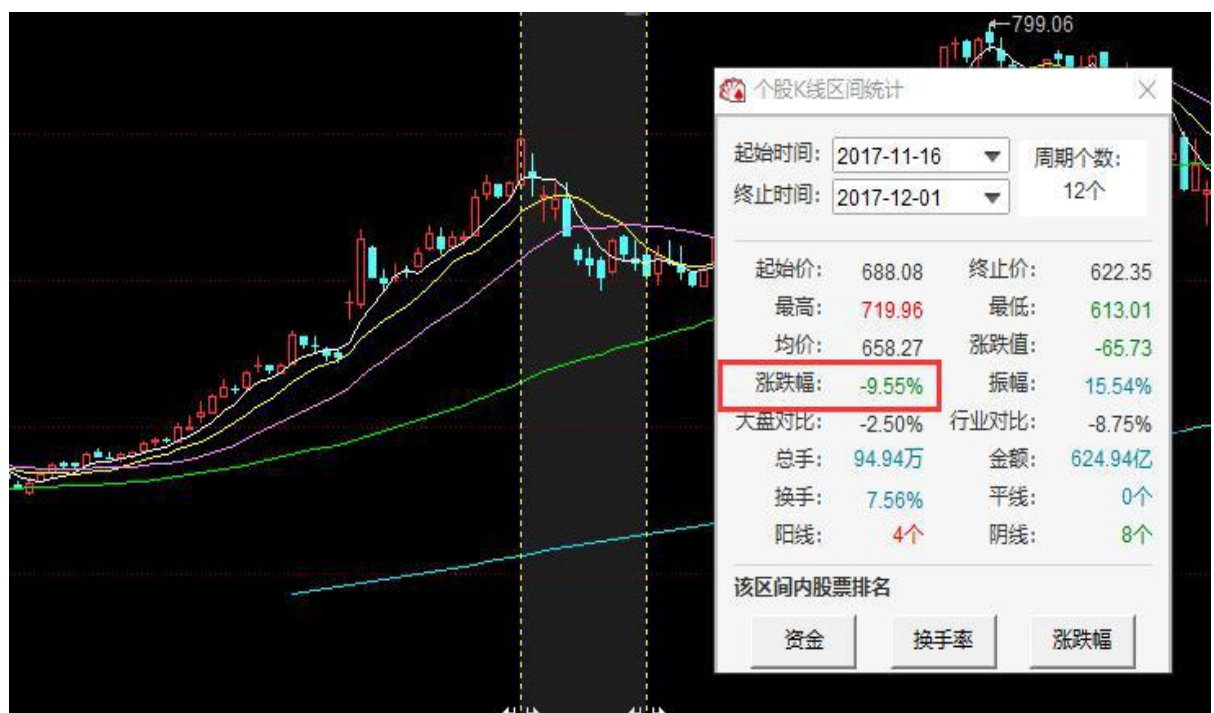 799.06
个股K线区间统计
起始时间: 2017-11-16 周期个数:
终止时间: 2017-12-01 12个
起始价: 688.08 终止价: 622.35
最高: 719.96 最低: 613.01
均价: 658.27 涨跌值: -65.73
涨跌幅: -9.55% 振幅: 15.54%
大盘对比: -2.50% 行业对比: -8.75%
总手: 94.94万 金额: 624.94亿
换手: 7.56% 平线: 0个
阳线: 4个 阴线: 8个
该区间内股票排名
资金 换手率 涨跌幅